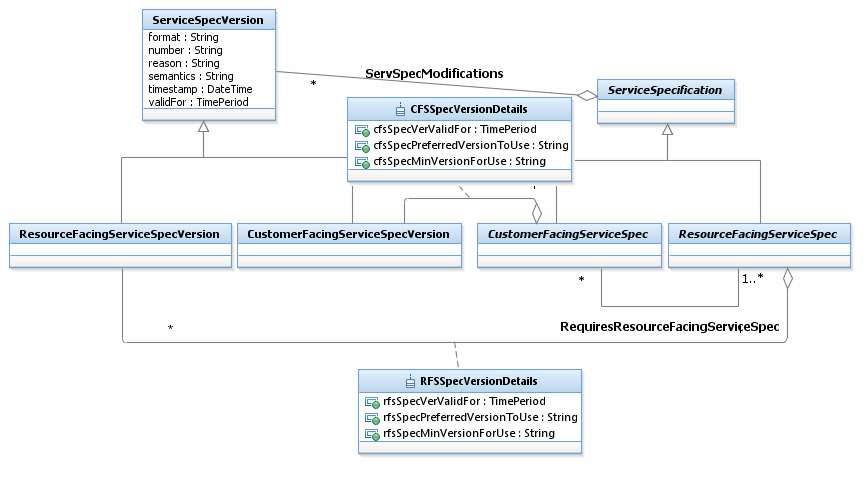 ServiceSpecVersion
format : String
number : String
reason : String
semantics : String
timestamp : DateTime
validFor : TimePeriod
ServSpecModifications
*
ServiceSpecification
CFSSpecVersionDetails
cfsSpecVerValidFor : TimePeriod
cfsSpecPreferredVersionToUse : String
cfsSpecMinVersionForUse : String
ResourceFacingServiceSpecVersion
CustomerFacingServiceSpecVersion
CustomerFacingServiceSpec
ResourceFacingServiceSpec
*
1..*
*
RequiresResourceFacingServiceSpec
RFSSpecVersionDetails
rfsSpecVerValidFor : TimePeriod
rfsSpecPreferredVersionToUse : String
rfsSpecMinVersionForUse : String